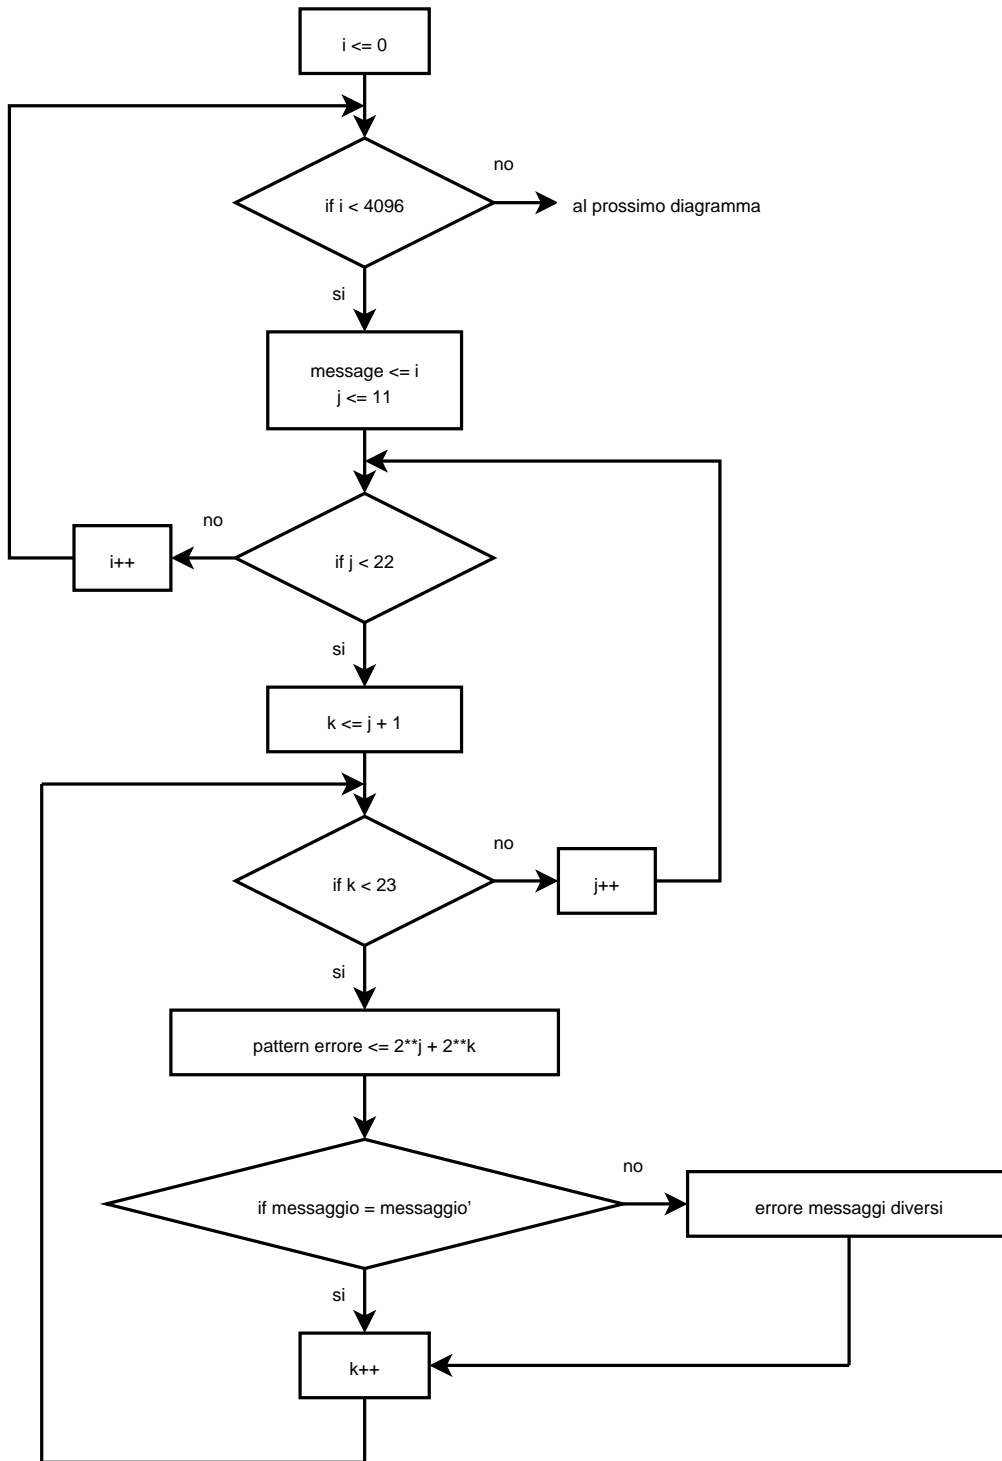 i <= 0
no
if i < 4096
al prossimo diagramma
si
message <= i
j <= 11
no
i++
if j < 22
si
k <= j + 1
no
if k < 23
j++
si
pattern errore <= 2**j + 2**k
no
if messaggio = messaggio’
errore messaggi diversi
si
k++